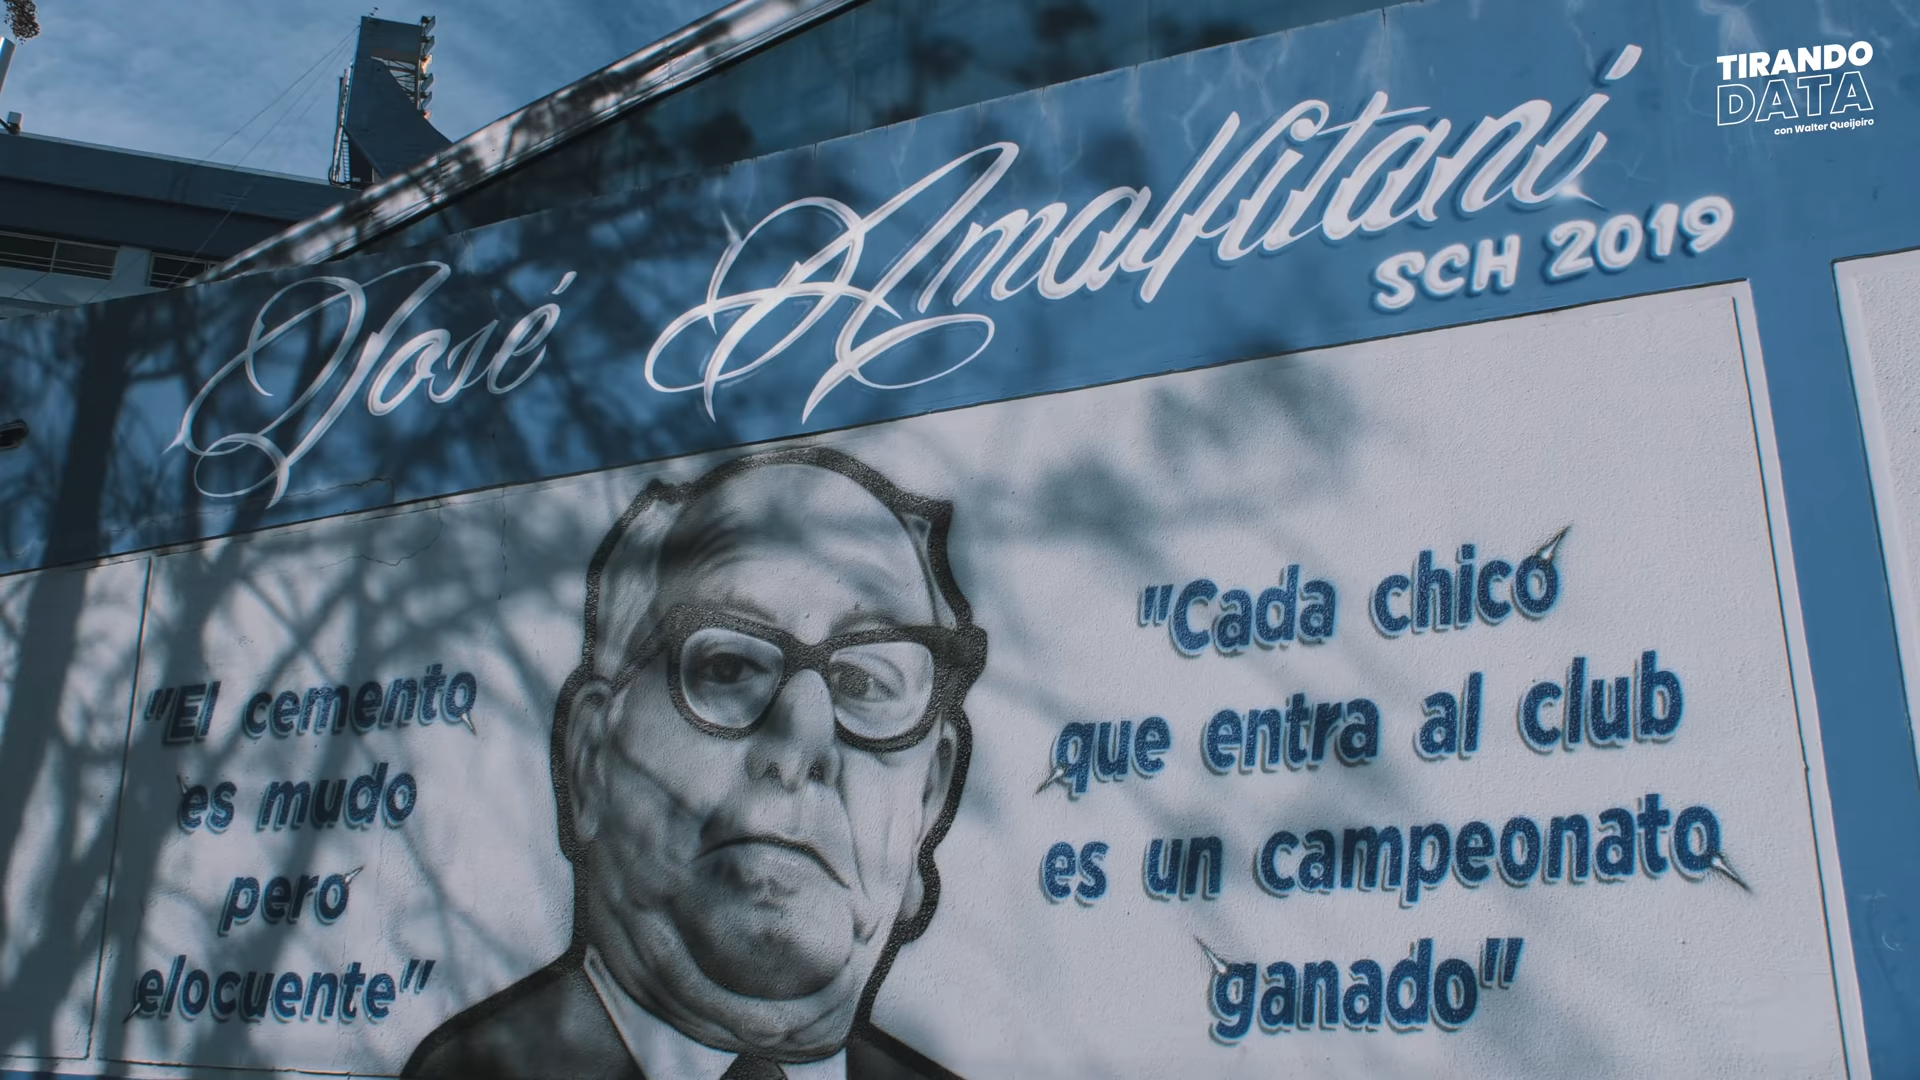 TIRANDO
DATA
con Walter Queijeiro
José Amalfitani
SCH 2019
"El cemento
es mudo
pero
elocuente"
"Cada chico
que entra al club
es un campeonato
ganado"